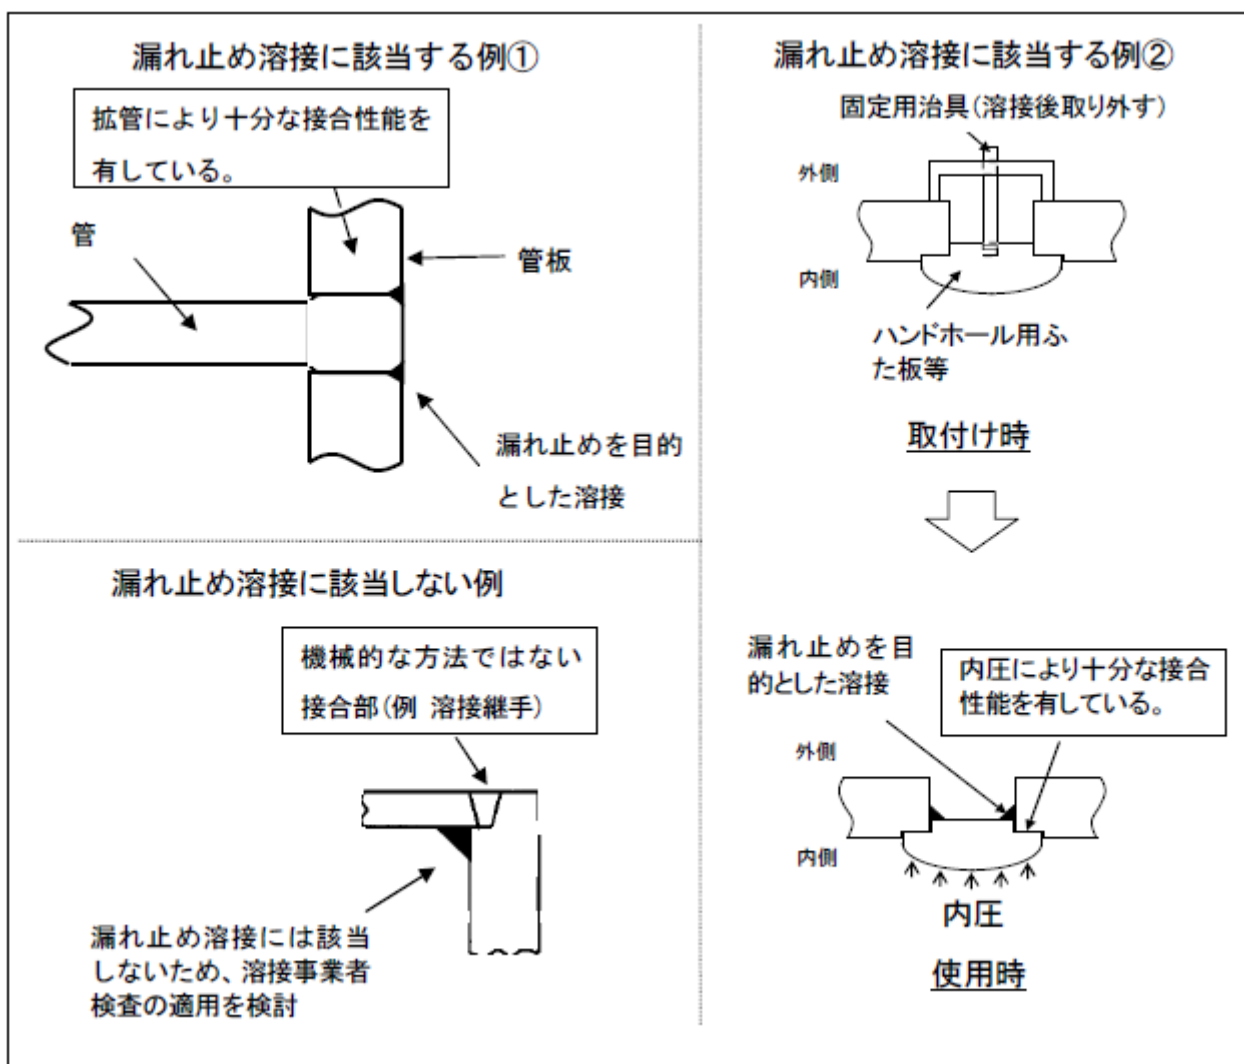 漏れ止め溶接に該当する例①
拡管により十分な接合性能を
有している。
管
管板
漏れ止めを目的
とした溶接
漏れ止め溶接に該当しない例
機械的な方法ではない
接合部(例 溶接継手)
漏れ止め溶接には該当
しないため、溶接事業者
検査の適用を検討
漏れ止め溶接に該当する例②
固定用治具(溶接後取り外す)
外側
内側
ハンドホール用ふ
た板等
取付け時
漏れ止めを目
的とした溶接
内圧により十分な接合
性能を有している。
外側
内側
内圧
使用時